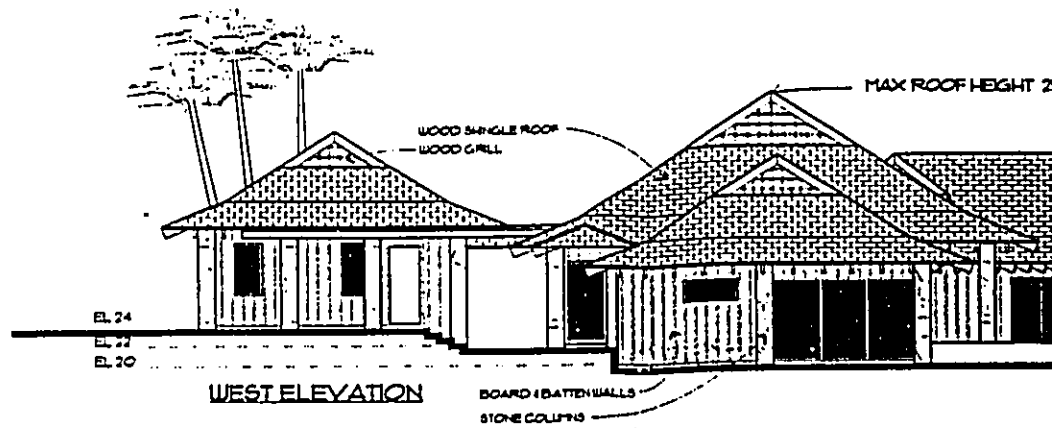 MAX ROOF HEIGHT 2
WOOD SHINGLE ROOF
WOOD GRILL
EL 24
EL 22
EL 20
WEST ELEVATION
BOARD & BATTEN WALLS
STONE COLUMNS